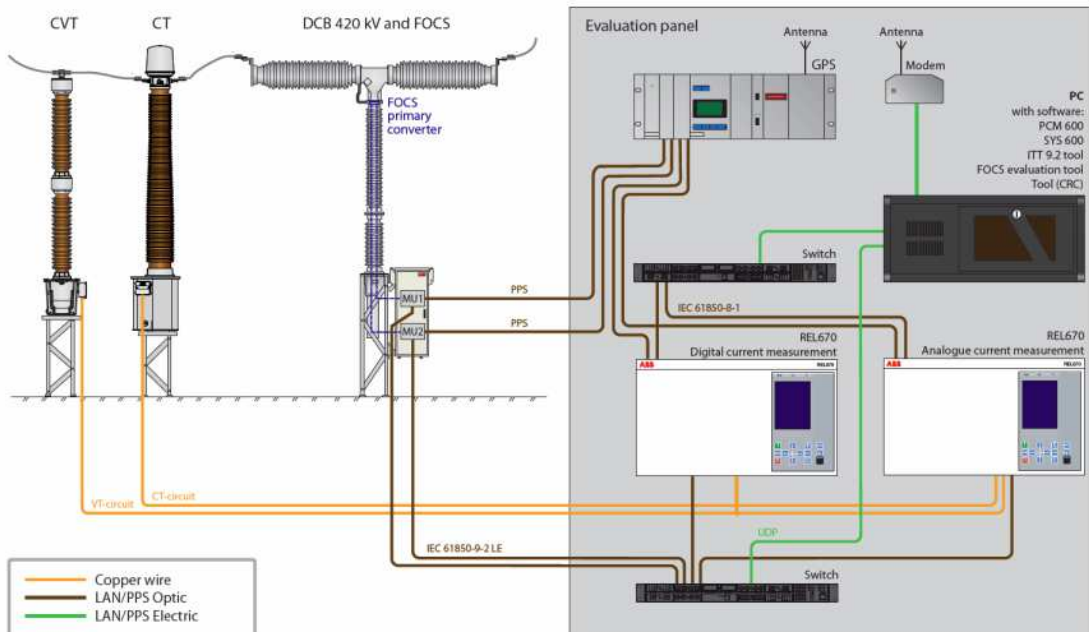 CVT
CT
DCB 420 kV and FOCS
FOCS
primary
converter
MU1
MU2
PPS
PPS
Evaluation panel
Antenna
GPS
Antenna
Modem
PC
with software:
PCM 600
SYS 600
ITT 9.2 tool
FOCS evaluation tool
Tool (CRC)
Switch
IEC 61850-8-1
REL670
Digital current measurement
ABB
REL670
REL670
Analogue current measurement
ABB
REL670
CT-circuit
VT-circuit
IEC 61850-9-2 LE
UDP
Switch
Copper wire
LAN/PPS Optic
LAN/PPS Electric